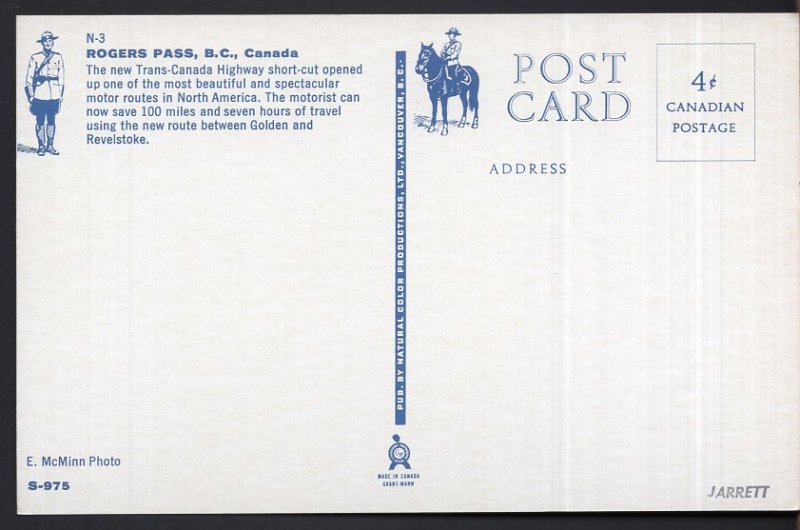 N-3
ROGERS PASS, B.C., Canada
The new Trans-Canada Highway short-cut opened
up one of the most beautiful and spectacular
motor routes in North America. The motorist can
now save 100 miles and seven hours of travel
using the new route between Golden and
Revelstoke.
PUB. BY NATURAL COLOR PRODUCTIONS, LTD., VANCOUVER, B. C.
POST
CARD
4¢
CANADIAN
POSTAGE
ADDRESS
E. McMinn Photo
S-975
MADE IN CANADA
GRANT-MANN
JARRETT